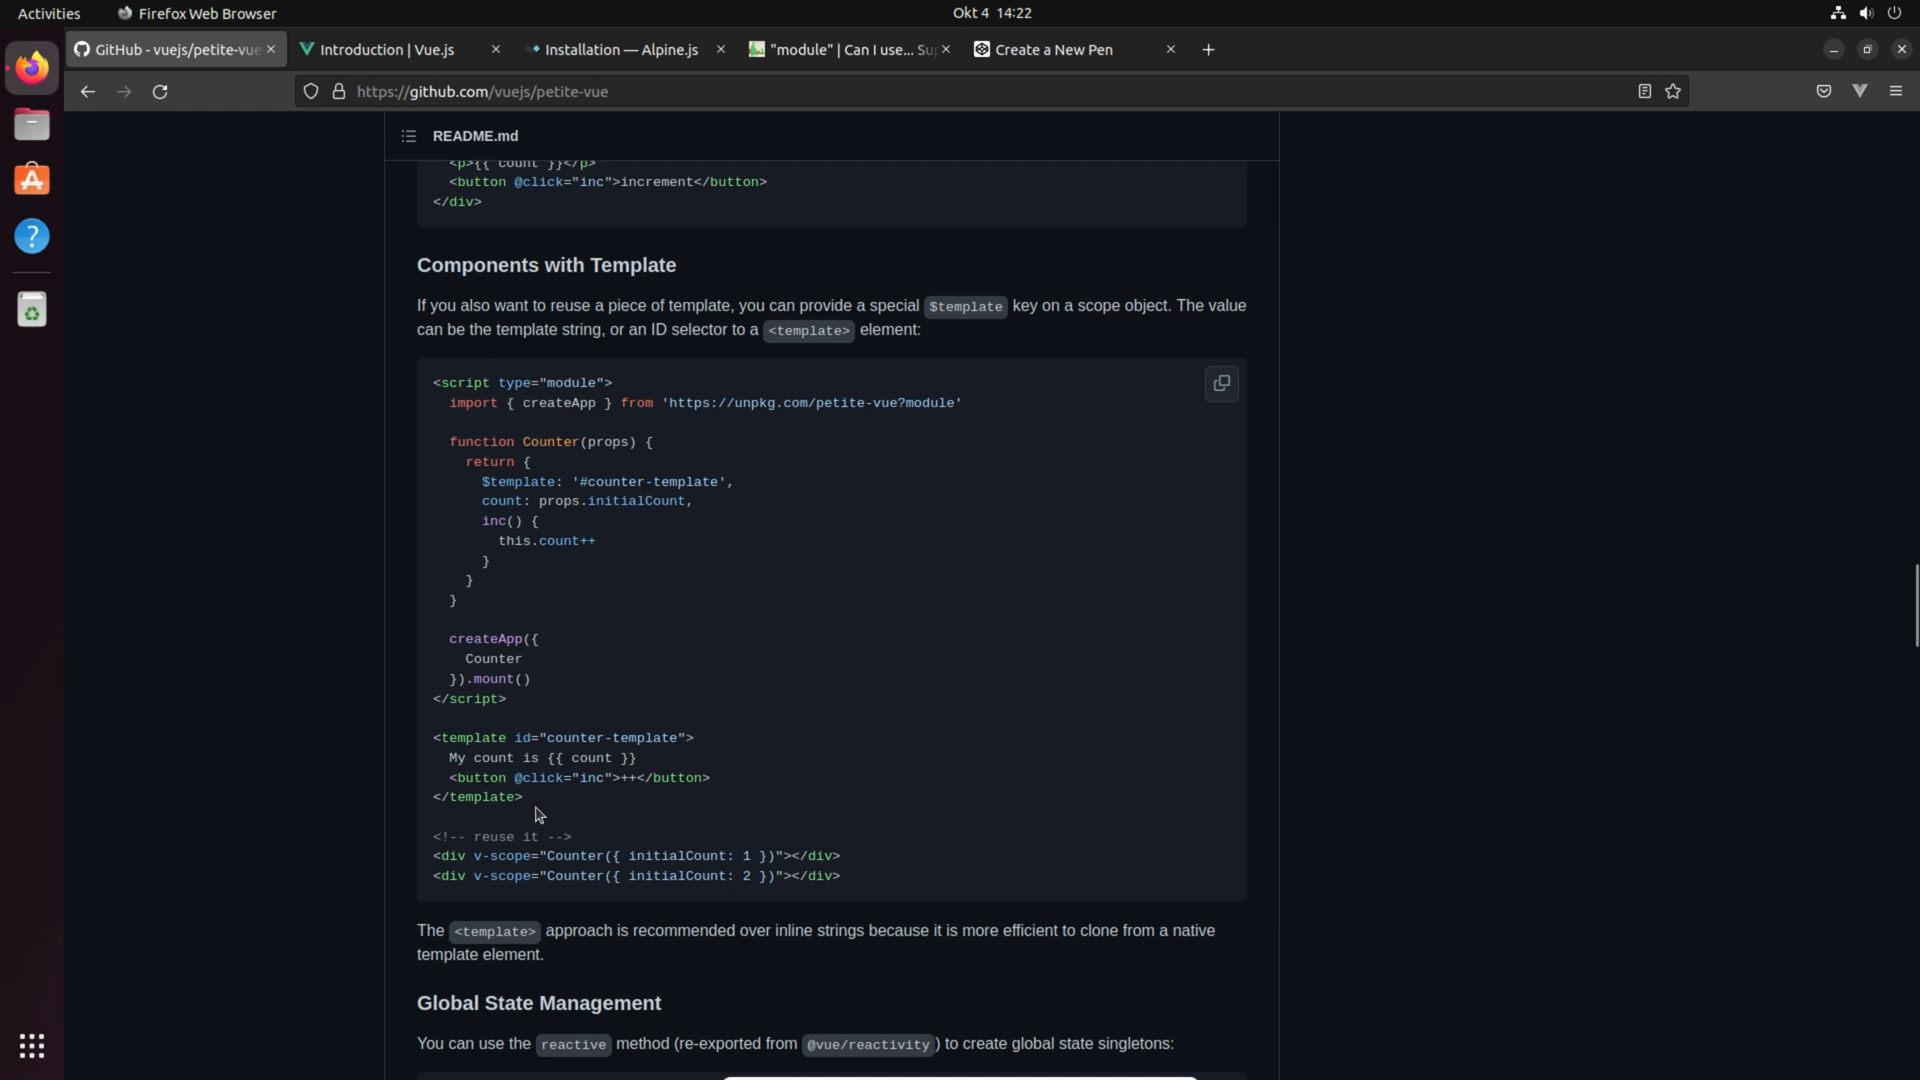 Activities
Firefox Web Browser
Okt 4 14:22
GitHub - vuejs/petite-vue
Introduction | Vue.js
Installation — Alpine.js
"module" | Can I use... Sup
Create a New Pen
https://github.com/vuejs/petite-vue
README.md
<p>{{ count }}</p>
<button @click="inc">increment</button>
</div>
Components with Template
If you also want to reuse a piece of template, you can provide a special $template key on a scope object. The value
can be the template string, or an ID selector to a <template> element:
<script type="module">
import { createApp } from 'https://unpkg.com/petite-vue?module'
function Counter(props) {
return {
$template: '#counter-template',
count: props.initialCount,
inc() {
this.count++
}
}
}
createApp({
Counter
}).mount()
</script>
<template id="counter-template">
My count is {{ count }}
<button @click="inc">++</button>
</template>
<!-- reuse it -->
<div v-scope="Counter({ initialCount: 1 })"></div>
<div v-scope="Counter({ initialCount: 2 })"></div>
The <template> approach is recommended over inline strings because it is more efficient to clone from a native
template element.
Global State Management
You can use the reactive method (re-exported from @vue/reactivity) to create global state singletons: